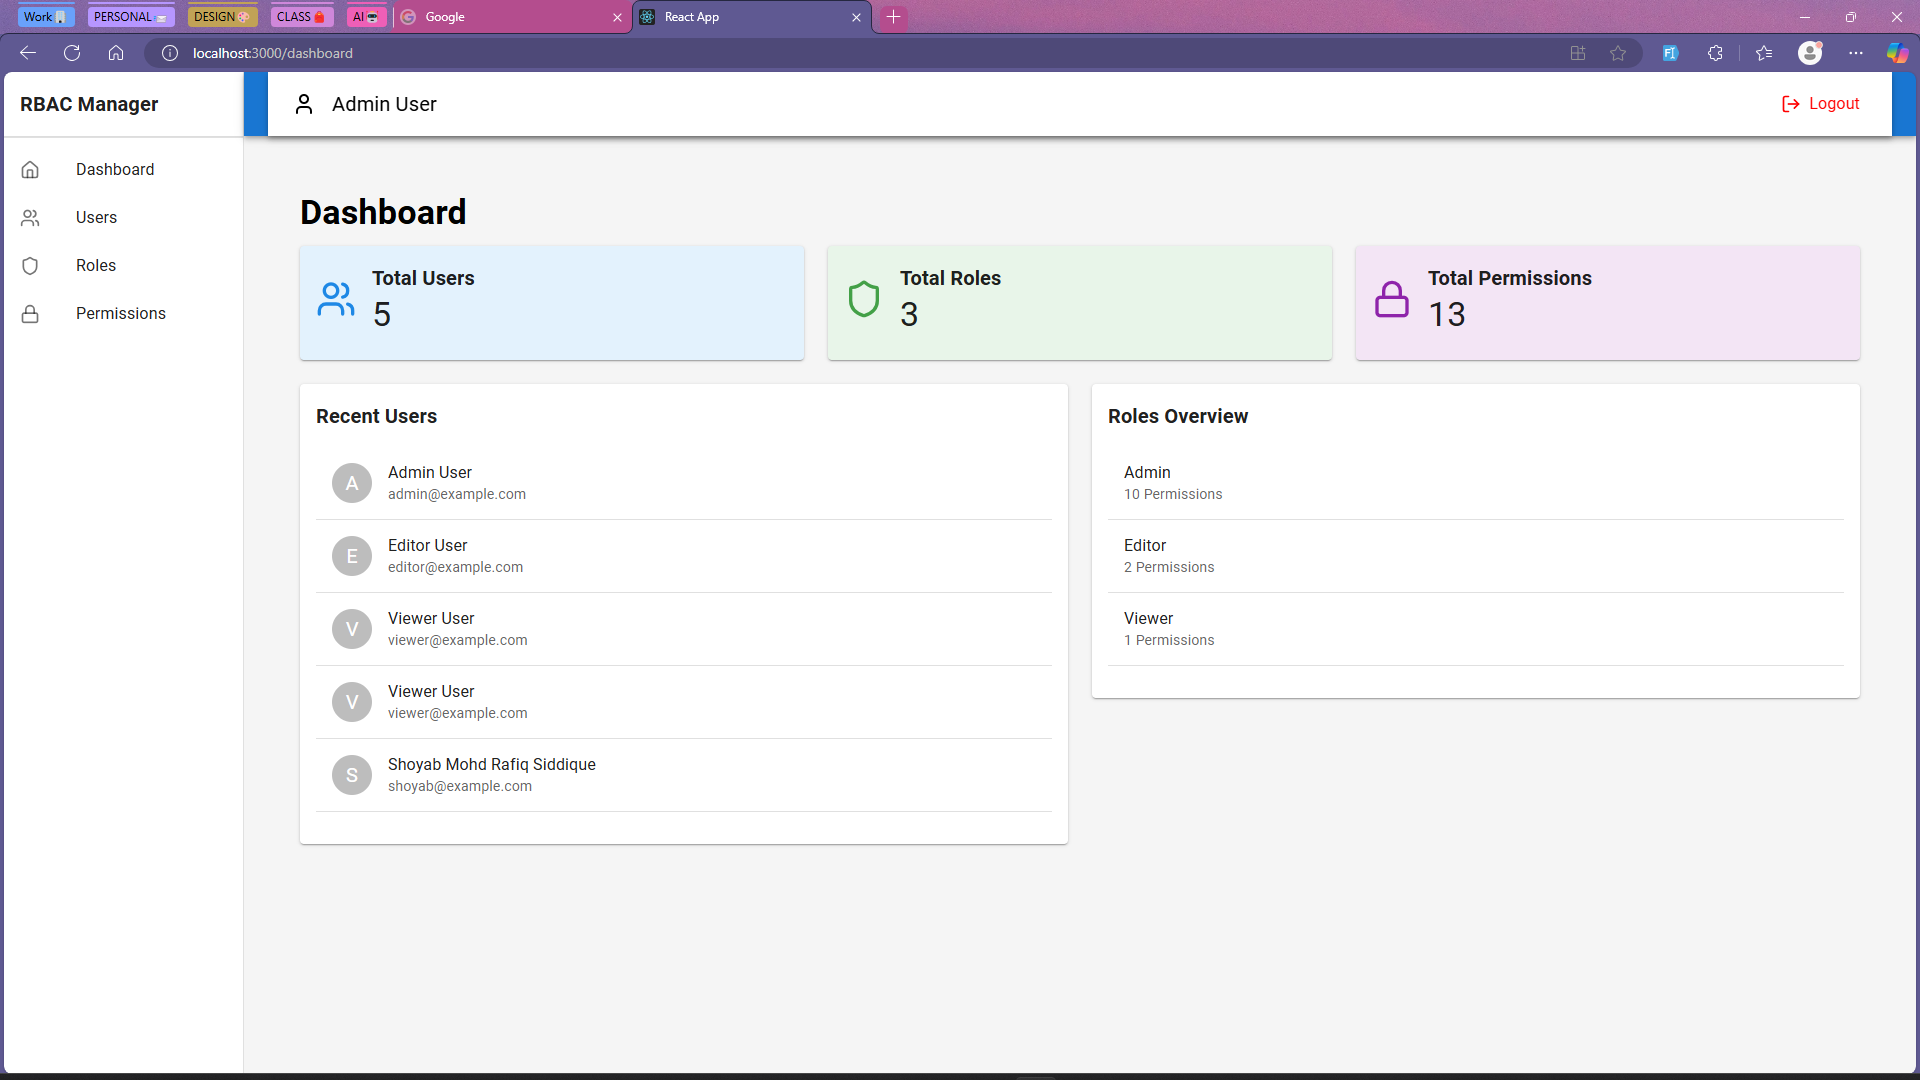 Work
PERSONAL
DESIGN
CLASS
AI
Google
React App
localhost:3000/dashboard
RBAC Manager
Admin User
Logout
Dashboard
Users
Roles
Permissions
Dashboard
Total Users
5
Total Roles
3
Total Permissions
13
Recent Users
A
Admin User
admin@example.com
E
Editor User
editor@example.com
V
Viewer User
viewer@example.com
V
Viewer User
viewer@example.com
S
Shoyab Mohd Rafiq Siddique
shoyab@example.com
Roles Overview
Admin
10 Permissions
Editor
2 Permissions
Viewer
1 Permissions